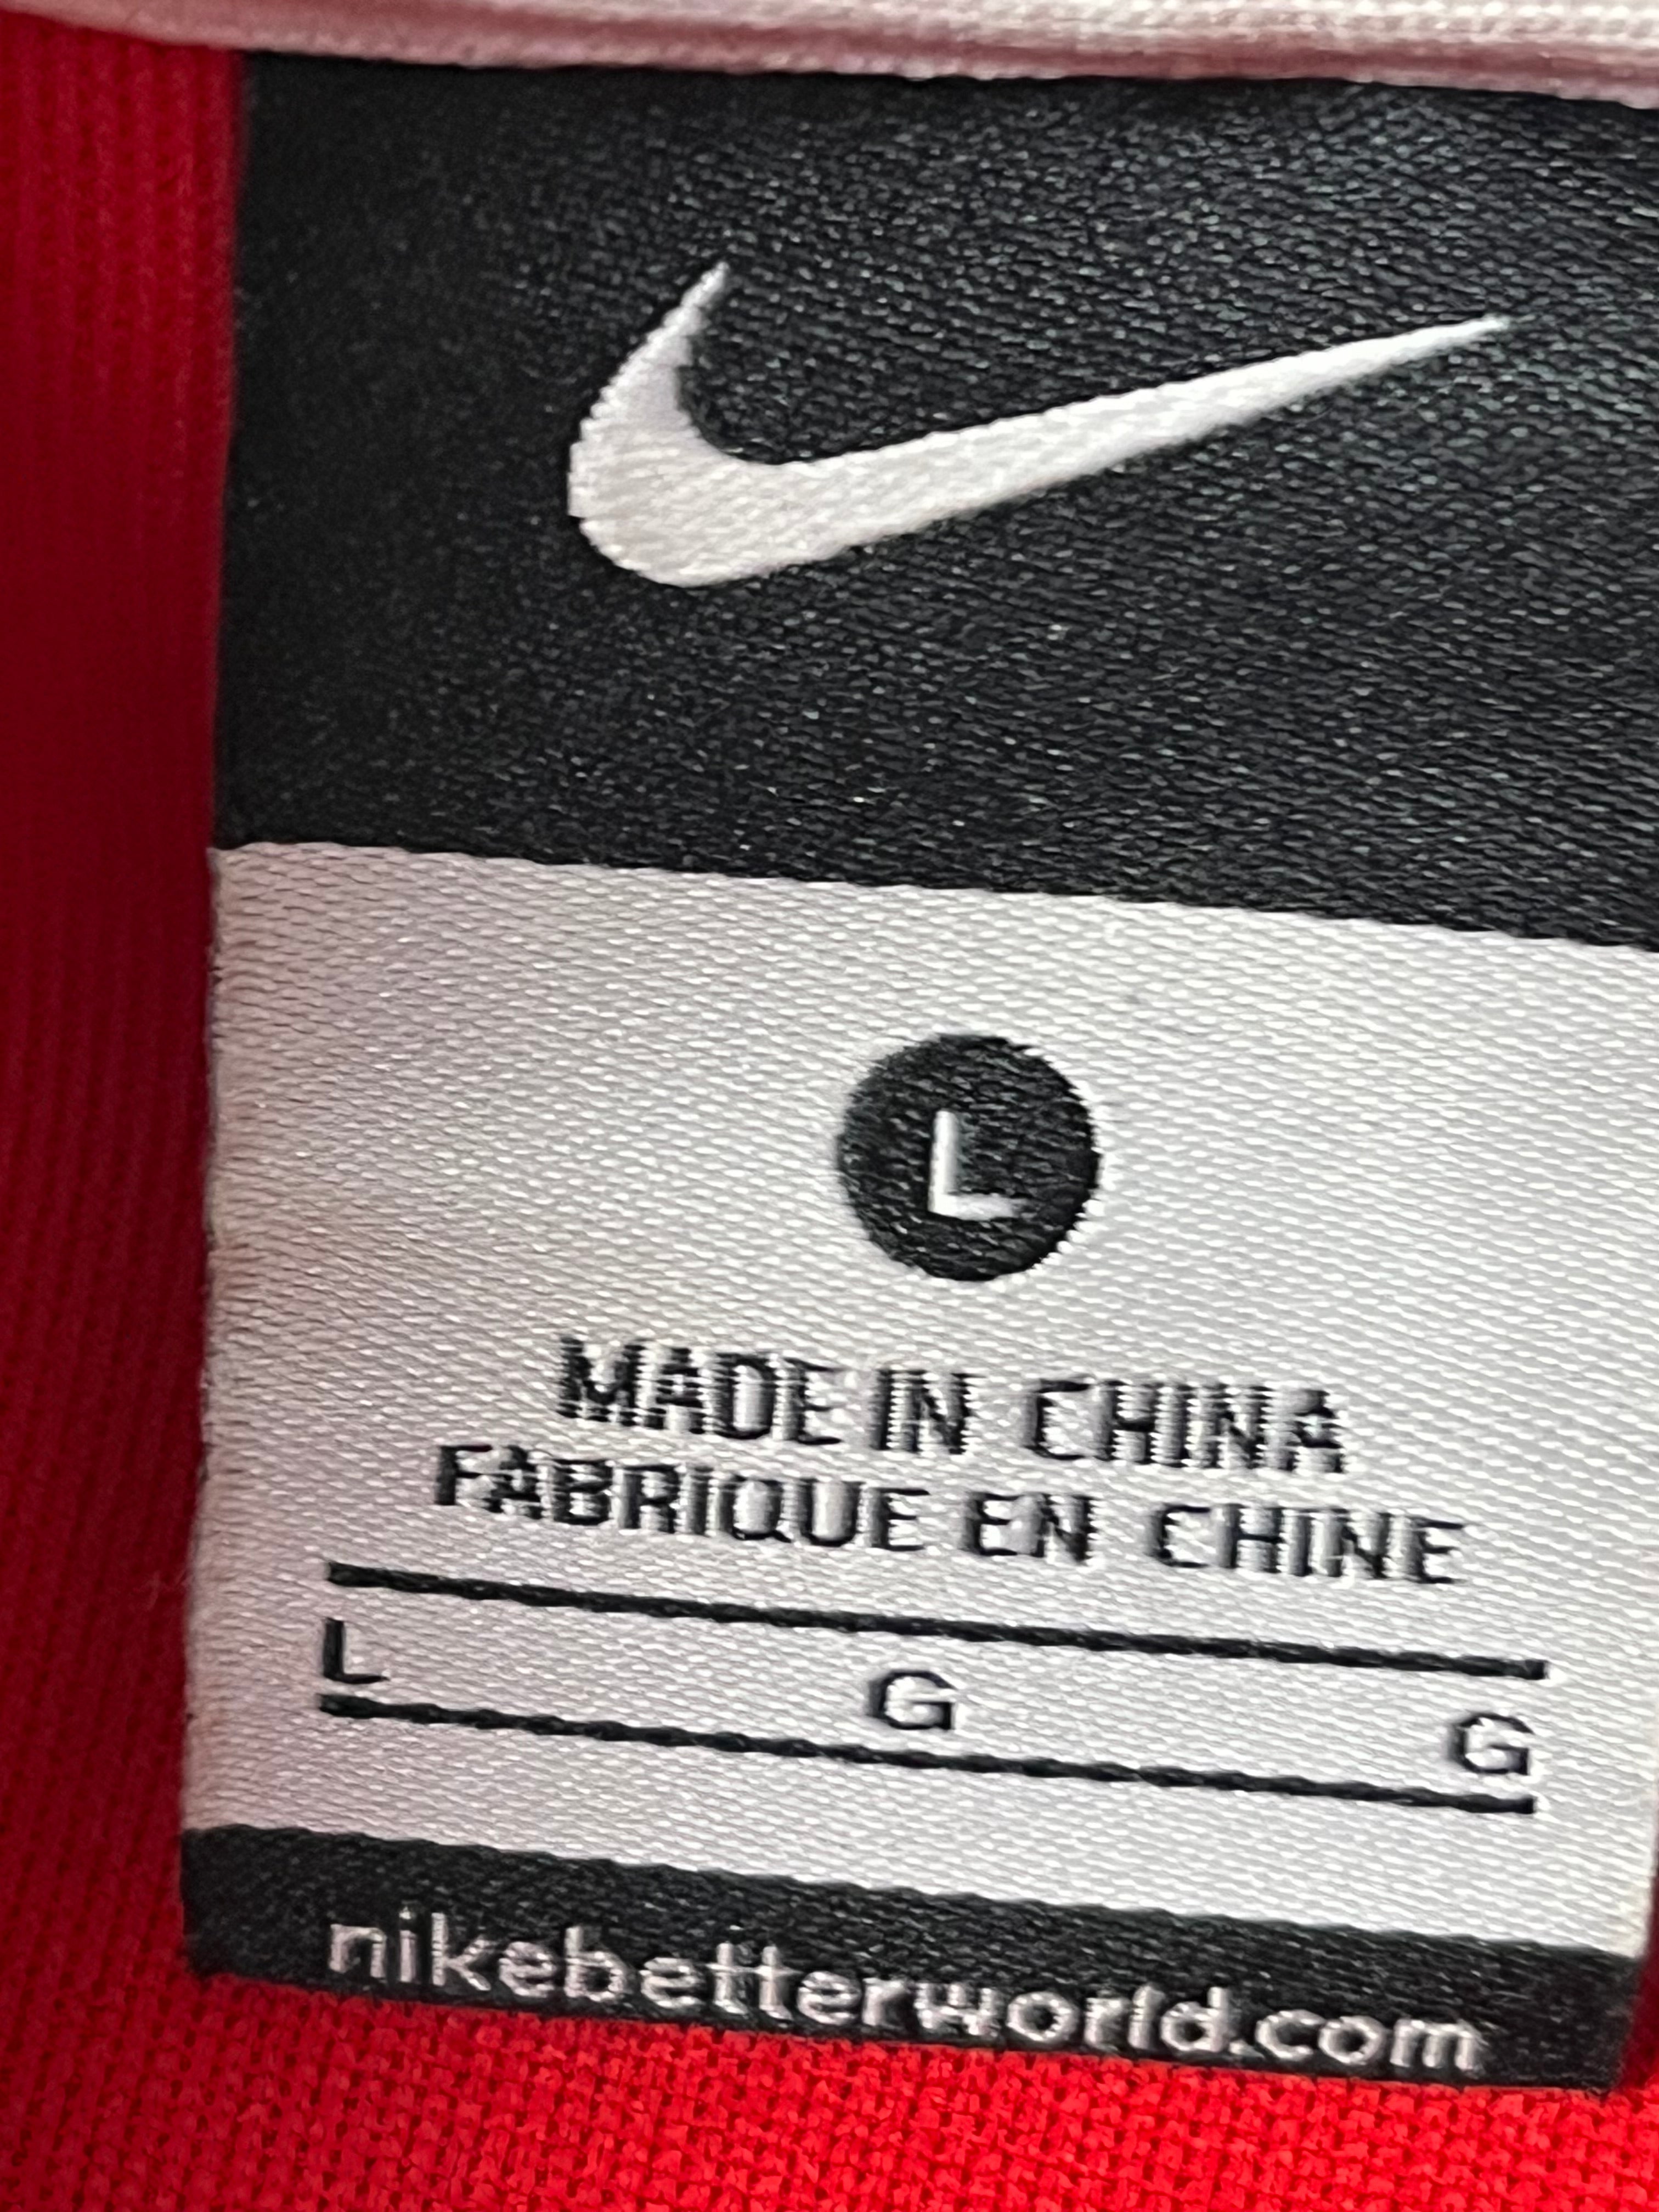 L
MADE IN CHINA
FABRIQUE EN CHINE
L G G
nikebetterworld.com